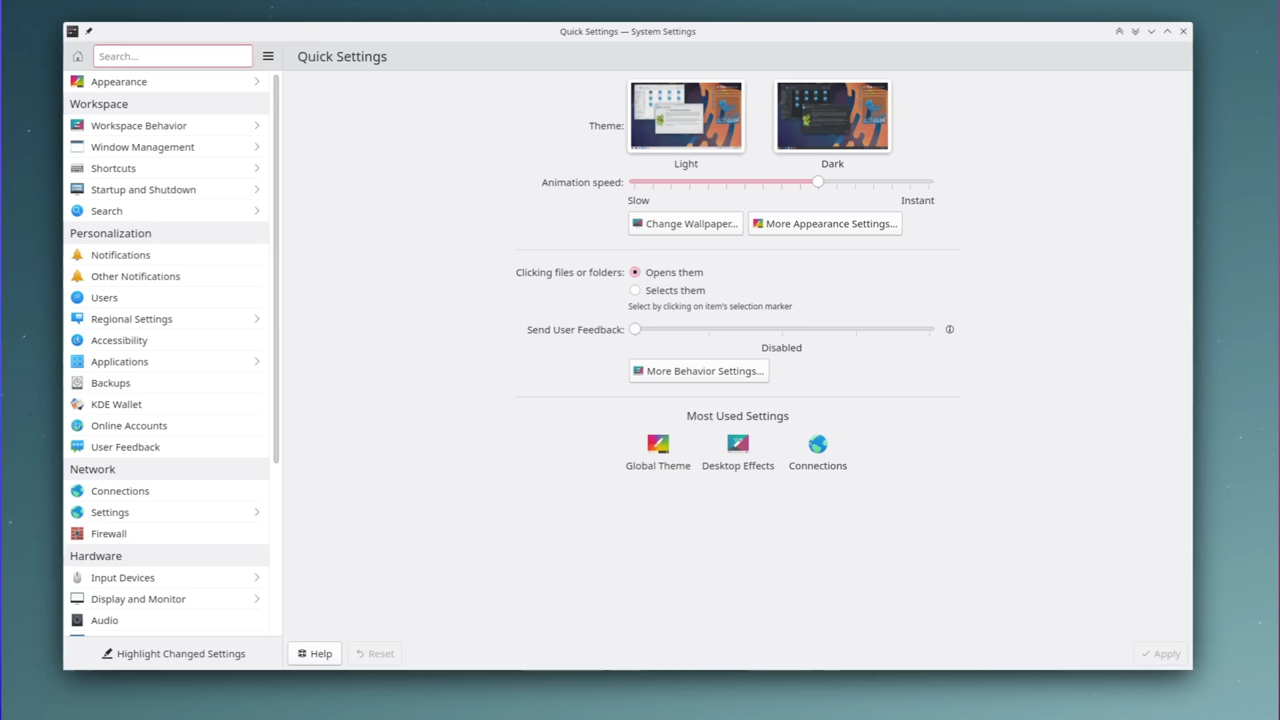 Quick Settings — System Settings
Search...
Quick Settings
Appearance
Workspace
Workspace Behavior
Window Management
Shortcuts
Startup and Shutdown
Search
Personalization
Notifications
Other Notifications
Users
Regional Settings
Accessibility
Applications
Backups
KDE Wallet
Online Accounts
User Feedback
Network
Connections
Settings
Firewall
Hardware
Input Devices
Display and Monitor
Audio
Highlight Changed Settings
Theme:
Light Dark
Animation speed:
Slow Instant
Change Wallpaper... More Appearance Settings...
Clicking files or folders: Opens them
Selects them
Select by clicking on item's selection marker
Send User Feedback:
Disabled
More Behavior Settings...
Most Used Settings
Global Theme Desktop Effects Connections
Help Reset Apply